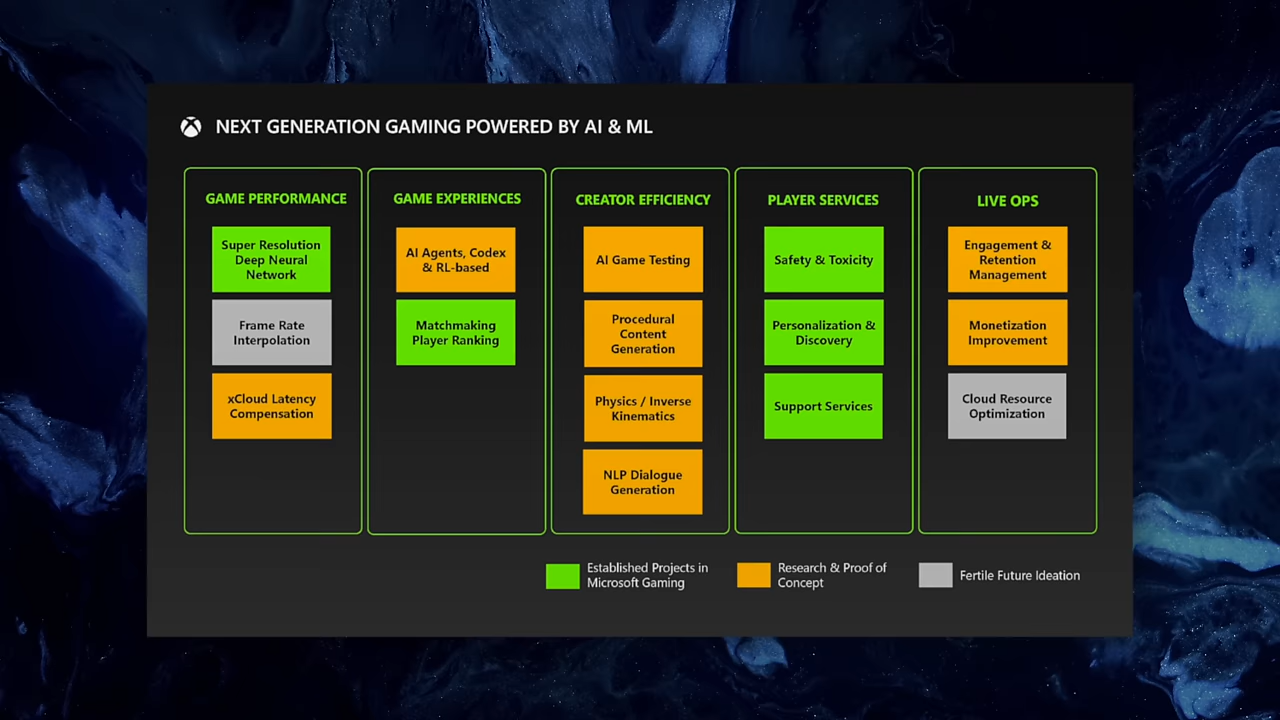 NEXT GENERATION GAMING POWERED BY AI & ML
GAME PERFORMANCE
Super Resolution
Deep Neural
Network
Frame Rate
Interpolation
xCloud Latency
Compensation
GAME EXPERIENCES
AI Agents, Codex
& RL-based
Matchmaking
Player Ranking
CREATOR EFFICIENCY
AI Game Testing
Procedural
Content
Generation
Physics / Inverse
Kinematics
NLP Dialogue
Generation
PLAYER SERVICES
Safety & Toxicity
Personalization &
Discovery
Support Services
LIVE OPS
Engagement &
Retention
Management
Monetization
Improvement
Cloud Resource
Optimization
Established Projects in
Microsoft Gaming
Research & Proof of
Concept
Fertile Future Ideation